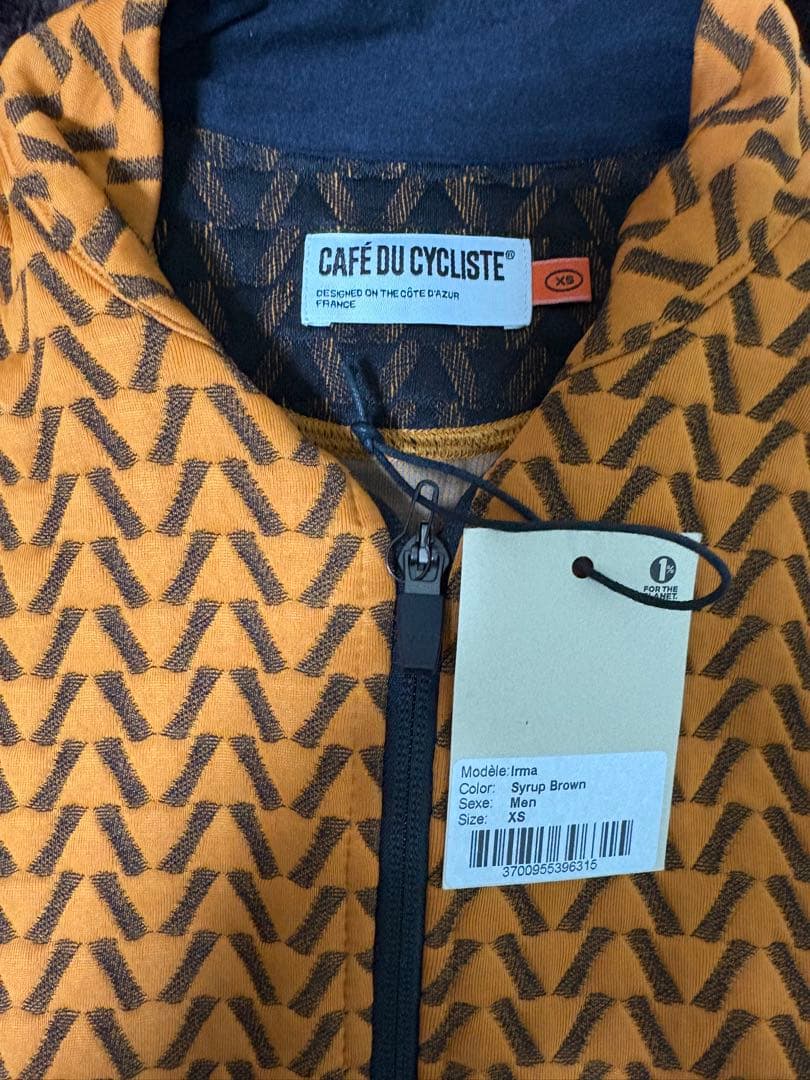 CAFÉ DU CYCLISTE®
DESIGNED ON THE CÔTE D'AZUR
FRANCE
XS
1%
FOR THE
PLANET.
Modèle: Irma
Color: Syrup Brown
Sexe: Men
Size: XS
3700955396315